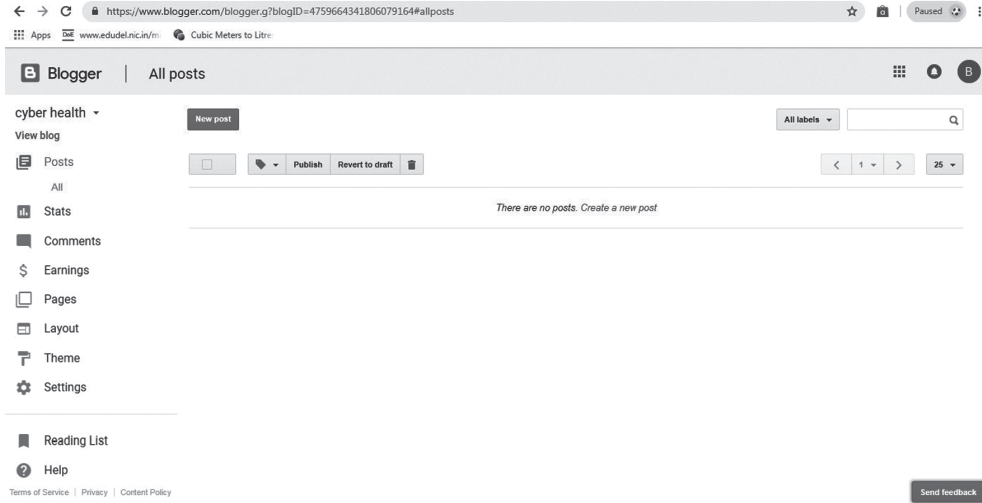 https://www.blogger.com/blogger.g?blogID=4759664341806079164#allposts
Paused
Apps
DoE www.edudel.nic.in/m
Cubic Meters to Litre
Blogger | All posts
B
cyber health
New post
All labels
View blog
Posts
Publish
Revert to draft
1
25
All
There are no posts. Create a new post
Stats
Comments
Earnings
Pages
Layout
Theme
Settings
Reading List
Help
Terms of Service | Privacy | Content Policy
Send feedback